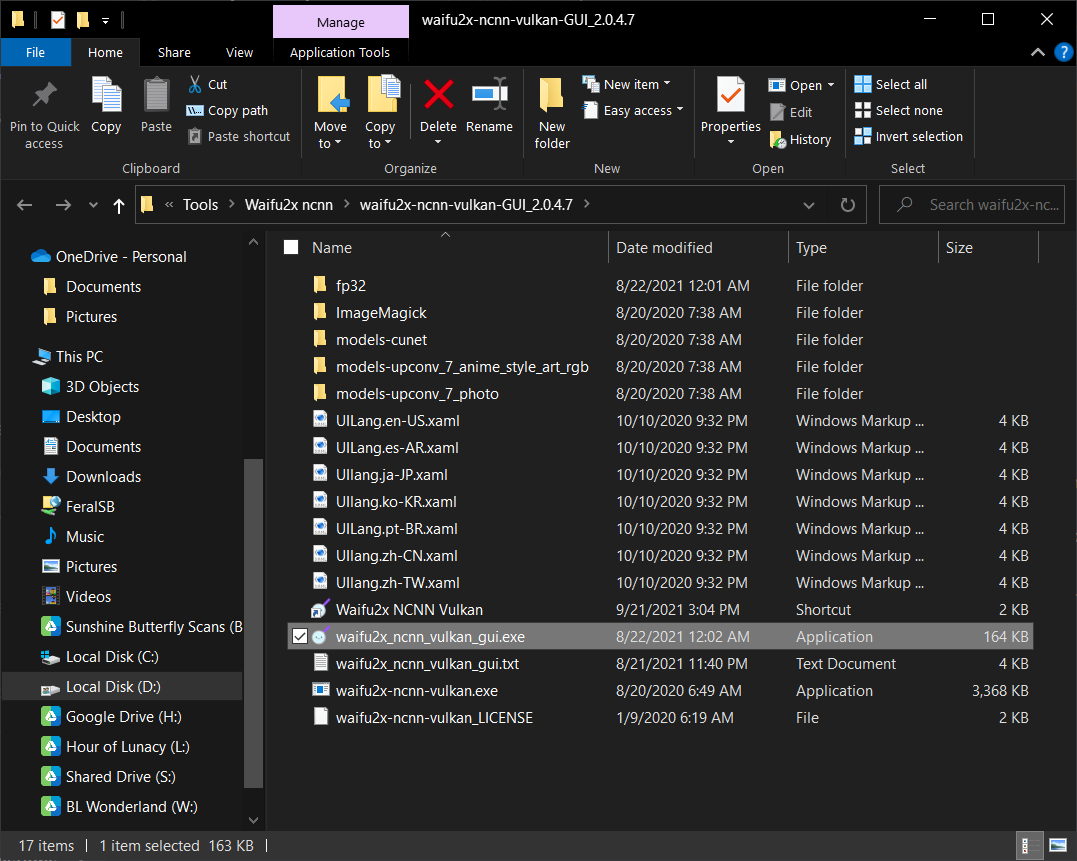 Manage
waifu2x-ncnn-vulkan-GUI_2.0.4.7
File
Home
Share
View
Application Tools
Pin to Quick
access
Copy
Paste
Cut
Copy path
Paste shortcut
Move
to
Copy
to
Delete
Rename
New
folder
New item
Easy access
Properties
Open
Edit
History
Select all
Select none
Invert selection
Clipboard
Organize
New
Open
Select
« Tools > Waifu2x ncnn > waifu2x-ncnn-vulkan-GUI_2.0.4.7 >
Search waifu2x-nc...
OneDrive - Personal
Documents
Pictures
This PC
3D Objects
Desktop
Documents
Downloads
FeralSB
Music
Pictures
Videos
Sunshine Butterfly Scans (B
Local Disk (C:)
Local Disk (D:)
Google Drive (H:)
Hour of Lunacy (L:)
Shared Drive (S:)
BL Wonderland (W:)
Name Date modified Type Size
fp32 8/22/2021 12:01 AM File folder
ImageMagick 8/20/2020 7:38 AM File folder
models-cunet 8/20/2020 7:38 AM File folder
models-upconv_7_anime_style_art_rgb 8/20/2020 7:38 AM File folder
models-upconv_7_photo 8/20/2020 7:38 AM File folder
UILang.en-US.xaml 10/10/2020 9:32 PM Windows Markup ... 4 KB
UILang.es-AR.xaml 10/10/2020 9:32 PM Windows Markup ... 4 KB
UIlang.ja-JP.xaml 10/10/2020 9:32 PM Windows Markup ... 4 KB
UIlang.ko-KR.xaml 10/10/2020 9:32 PM Windows Markup ... 4 KB
UILang.pt-BR.xaml 10/10/2020 9:32 PM Windows Markup ... 4 KB
UIlang.zh-CN.xaml 10/10/2020 9:32 PM Windows Markup ... 4 KB
UIlang.zh-TW.xaml 10/10/2020 9:32 PM Windows Markup ... 4 KB
Waifu2x NCNN Vulkan 9/21/2021 3:04 PM Shortcut 2 KB
waifu2x_ncnn_vulkan_gui.exe 8/22/2021 12:02 AM Application 164 KB
waifu2x_ncnn_vulkan_gui.txt 8/21/2021 11:40 PM Text Document 4 KB
waifu2x-ncnn-vulkan.exe 8/20/2020 6:49 AM Application 3,368 KB
waifu2x-ncnn-vulkan_LICENSE 1/9/2020 6:19 AM File 2 KB
17 items 1 item selected 163 KB